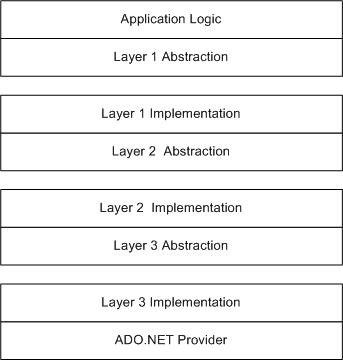 Application Logic
Layer 1 Abstraction
Layer 1 Implementation
Layer 2 Abstraction
Layer 2 Implementation
Layer 3 Abstraction
Layer 3 Implementation
ADO.NET Provider